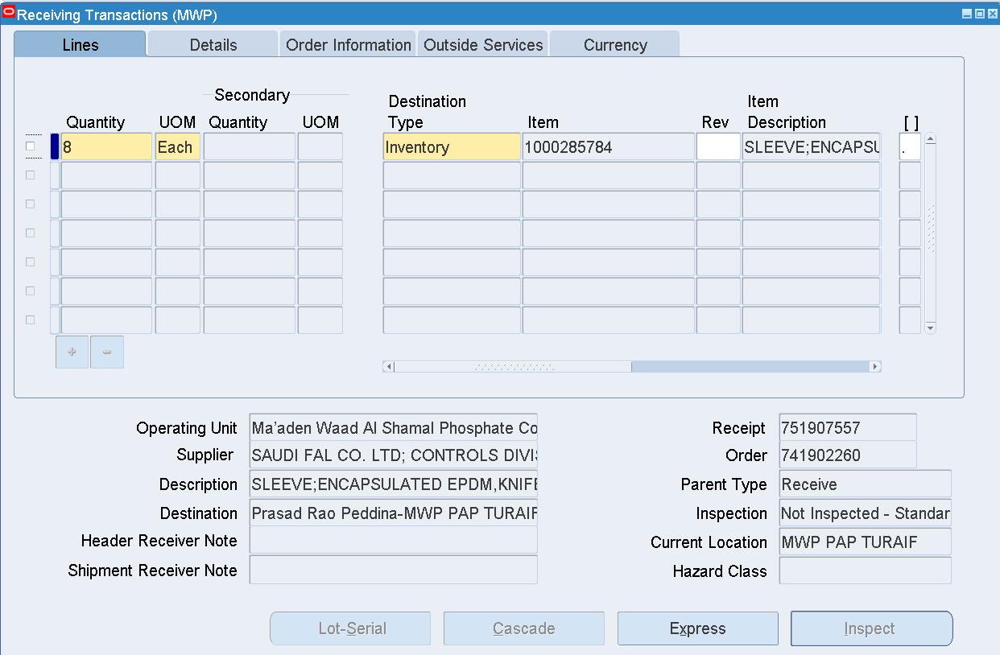 Receiving Transactions (MWP)
Lines Details Order Information Outside Services Currency
Secondary
Destination Item
Quantity UOM Quantity UOM Type Item Rev Description [ ]
8 Each Inventory 1000285784 SLEEVE;ENCAPSU .
Operating Unit Ma'aden Waad Al Shamal Phosphate Co Receipt 751907557
Supplier SAUDI FAL CO. LTD; CONTROLS DIVIS Order 741902260
Description SLEEVE;ENCAPSULATED EPDM,KNIFE Parent Type Receive
Destination Prasad Rao Peddina-MWP PAP TURAIF Inspection Not Inspected - Standar
Header Receiver Note Current Location MWP PAP TURAIF
Shipment Receiver Note Hazard Class
Lot-Serial Cascade Express Inspect